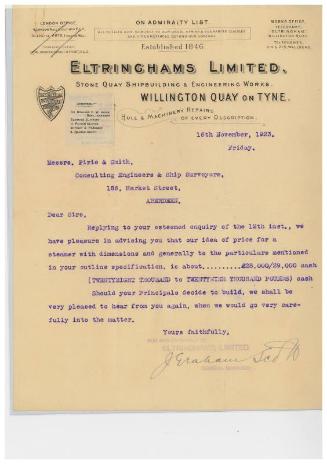 LONDON OFFICE,
ON ADMIRALTY LIST.
WORKS OFFICE,
Established 1846.
ELTRINGHAMS LIMITED,
STONE QUAY SHIPBUILDING & ENGINEERING WORKS.
WILLINGTON QUAY ON TYNE.
HULL & MACHINERY REPAIRS
OF EVERY DESCRIPTION.
16th November, 1923.
Friday.
Messrs. Pirie & Smith,
Consulting Engineers & Ship Surveyors,
Market Street,
ABERDEEN.
Dear Sirs,
Replying to your esteemed enquiry of the 12th inst., we
have pleasure in advising you that our idea of price for a
steamer with dimensions and generally to the particulars mentioned
in your outline specification, is about........£28,000/29,000 cash
(TWENTYEIGHT THOUSAND to TWENTYNINE THOUSAND POUNDS) cash
Should your Principals decide to build, we shall be
very pleased to hear from you again, when we would go very care-
fully into the matter.
Yours faithfully,
ELTRINGHAMS, LIMITED
J Graham